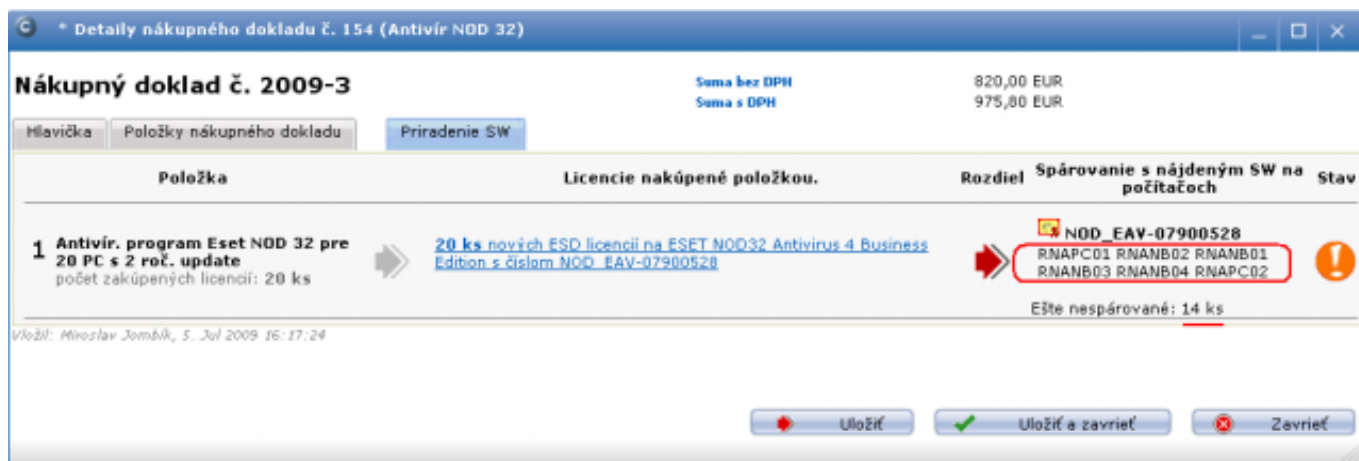 * Detaily nákupného dokladu č. 154 (Antivír NOD 32)
Nákupný doklad č. 2009-3
Suma bez DPH 820,00 EUR
Suma s DPH 975,80 EUR
Hlavička Položky nákupného dokladu Priradenie SW
Položka Licencie nakúpené položkou. Rozdiel Spárovanie s nájdeným SW na počítačoch Stav
1 Antivír. program Eset NOD 32 pre
20 PC s 2 roč. update
počet zakúpených licencií: 20 ks
20 ks nových ESD licencií na ESET NOD32 Antivirus 4 Business
Edition s číslom NOD_EAV-07900528
NOD_EAV-07900528
RNAPC01 RNANB02 RNANB01
RNANB03 RNANB04 RNAPC02
Ešte nespárované: 14 ks
Vložil: Miroslav Jombík, 5. Jul 2009 16:17:24
Uložiť Uložiť a zavrieť Zavrieť